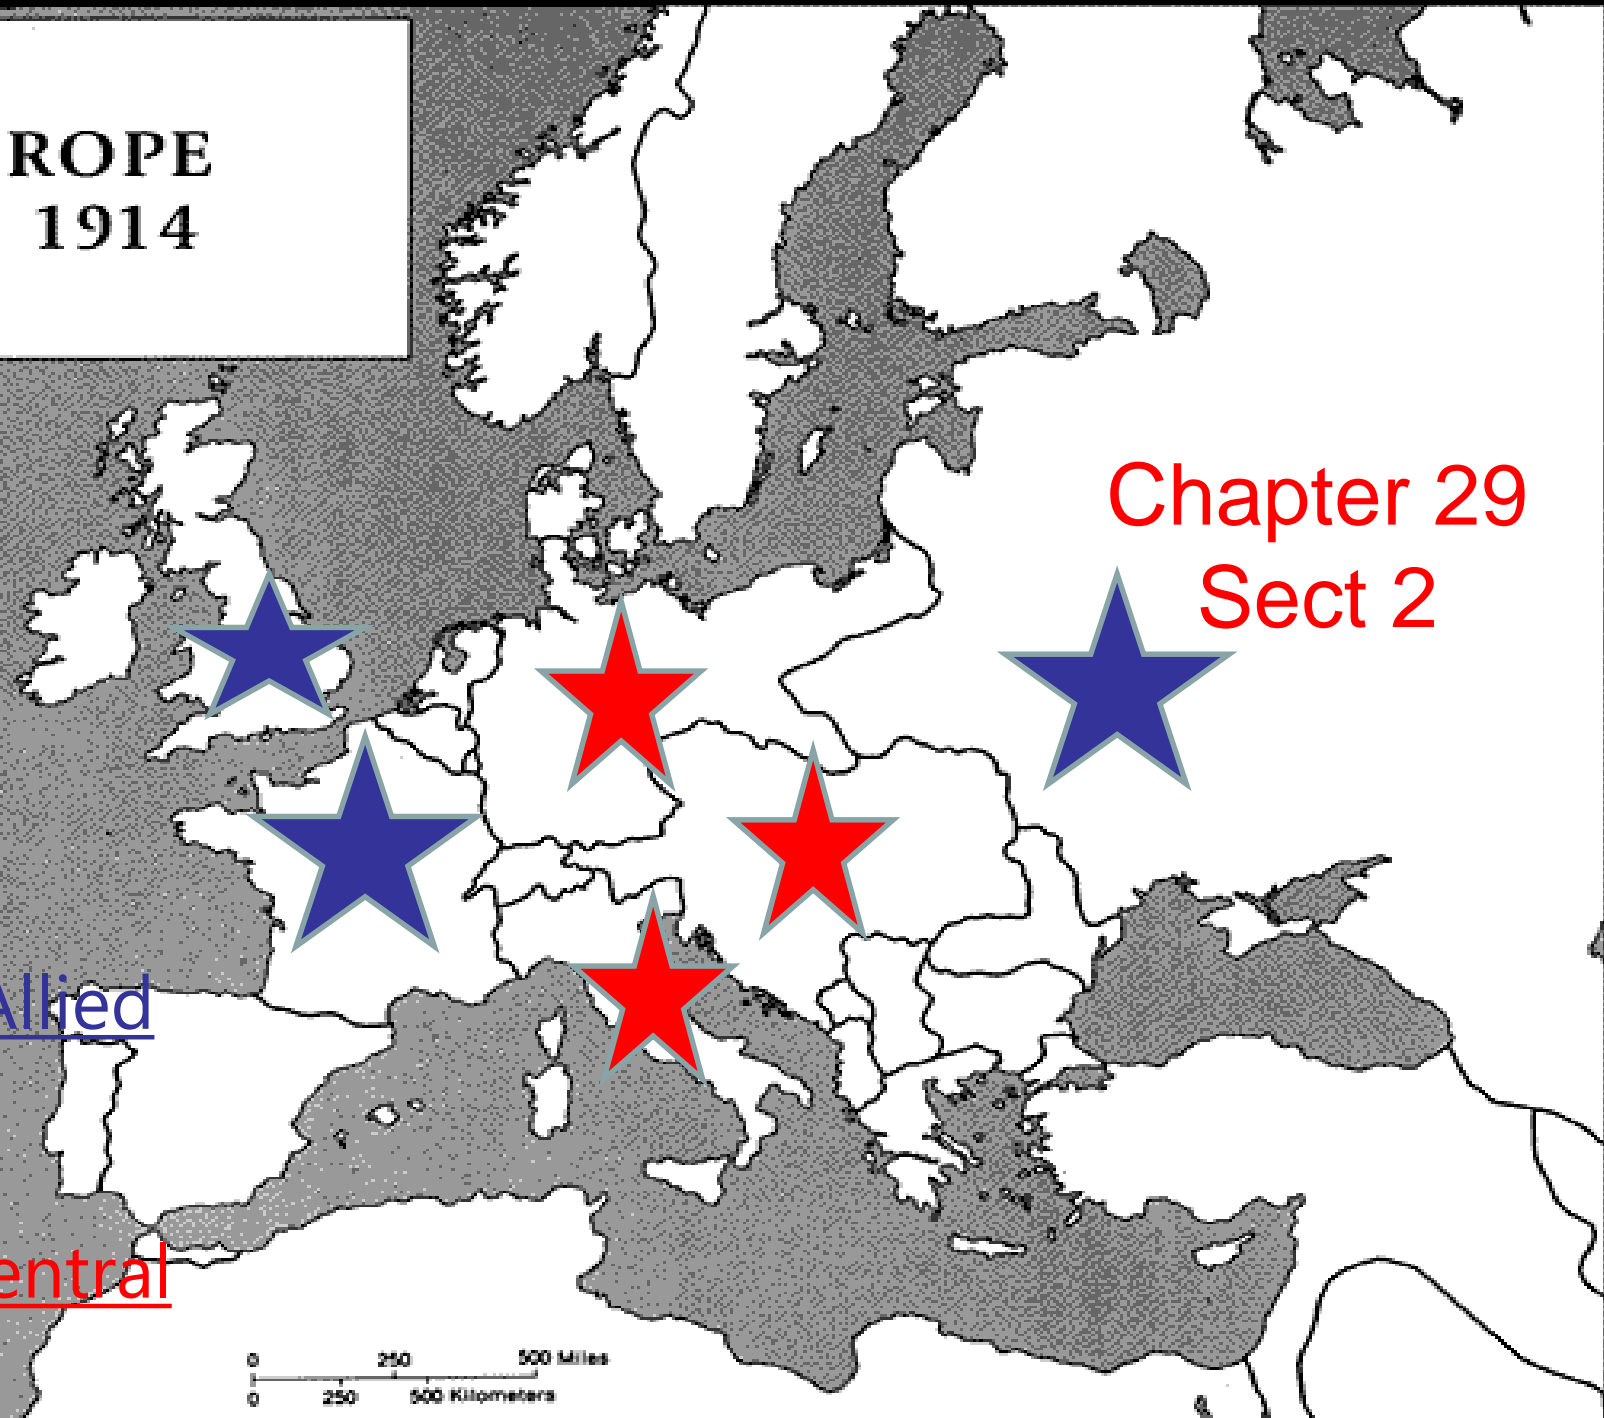 ROPE
1914
Chapter 29
Sect 2
Allied
entral
0 250 500 Miles
0 250 500 Kilometers